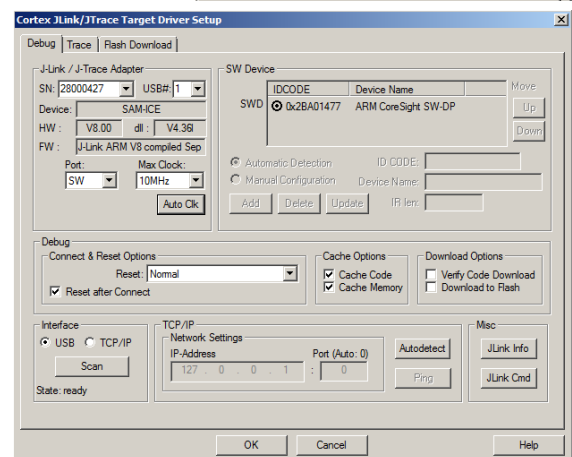 Cortex JLink/JTrace Target Driver Setup
Debug Trace Flash Download
J-Link / J-Trace Adapter
SN: 28000427 USB#: 1
Device: SAM-ICE
HW : V8.00 dll : V4.36l
FW : J-Link ARM V8 compiled Sep
Port: Max Clock:
SW 10MHz
Auto Clk
SW Device
IDCODE Device Name Move
SWD 0x2BA01477 ARM CoreSight SW-DP Up
Down
Automatic Detection ID CODE:
Manual Configuration Device Name:
Add Delete Update IR len:
Debug
Connect & Reset Options
Reset: Normal
Reset after Connect
Cache Options
Cache Code
Cache Memory
Download Options
Verify Code Download
Download to Flash
Interface
USB TCP/IP
Scan
State: ready
TCP/IP
Network Settings
IP-Address Port (Auto: 0)
127 . 0 . 0 . 1 : 0
Autodetect
Ping
Misc
JLink Info
JLink Cmd
OK Cancel Help